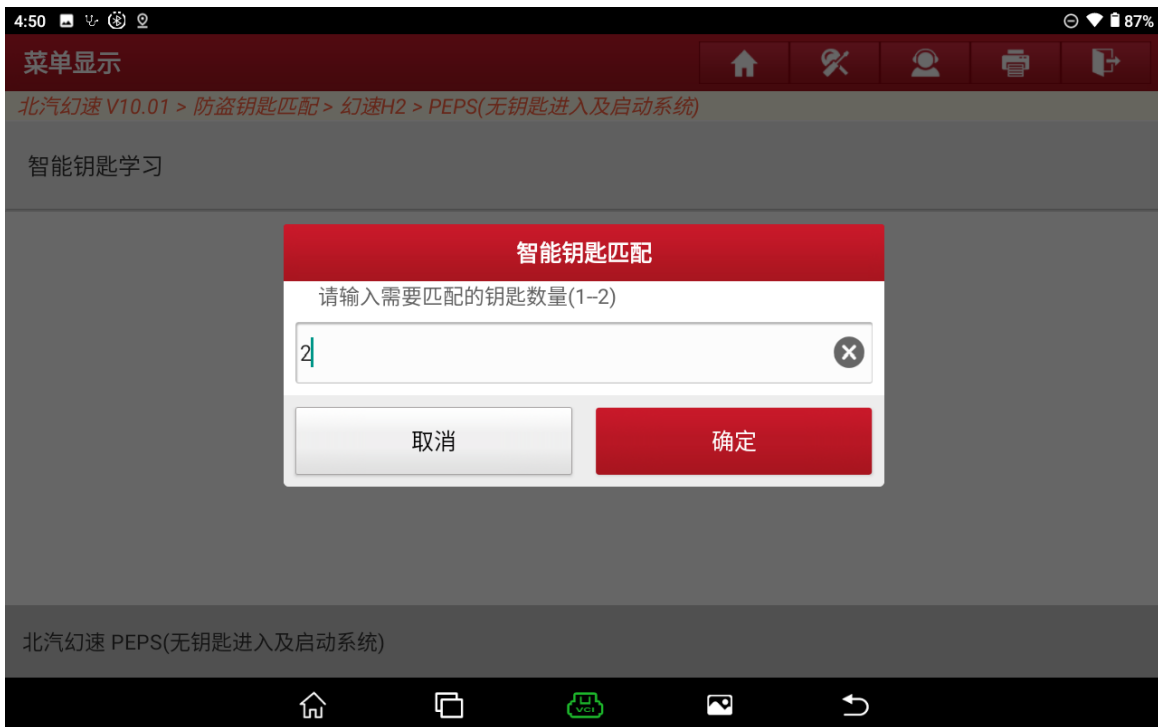 4:50
87%
菜单显示
北汽幻速 V10.01 > 防盗钥匙匹配 > 幻速H2 > PEPS(无钥匙进入及启动系统)
智能钥匙学习
智能钥匙匹配
请输入需要匹配的钥匙数量(1--2)
2
取消
确定
北汽幻速 PEPS(无钥匙进入及启动系统)
VCI